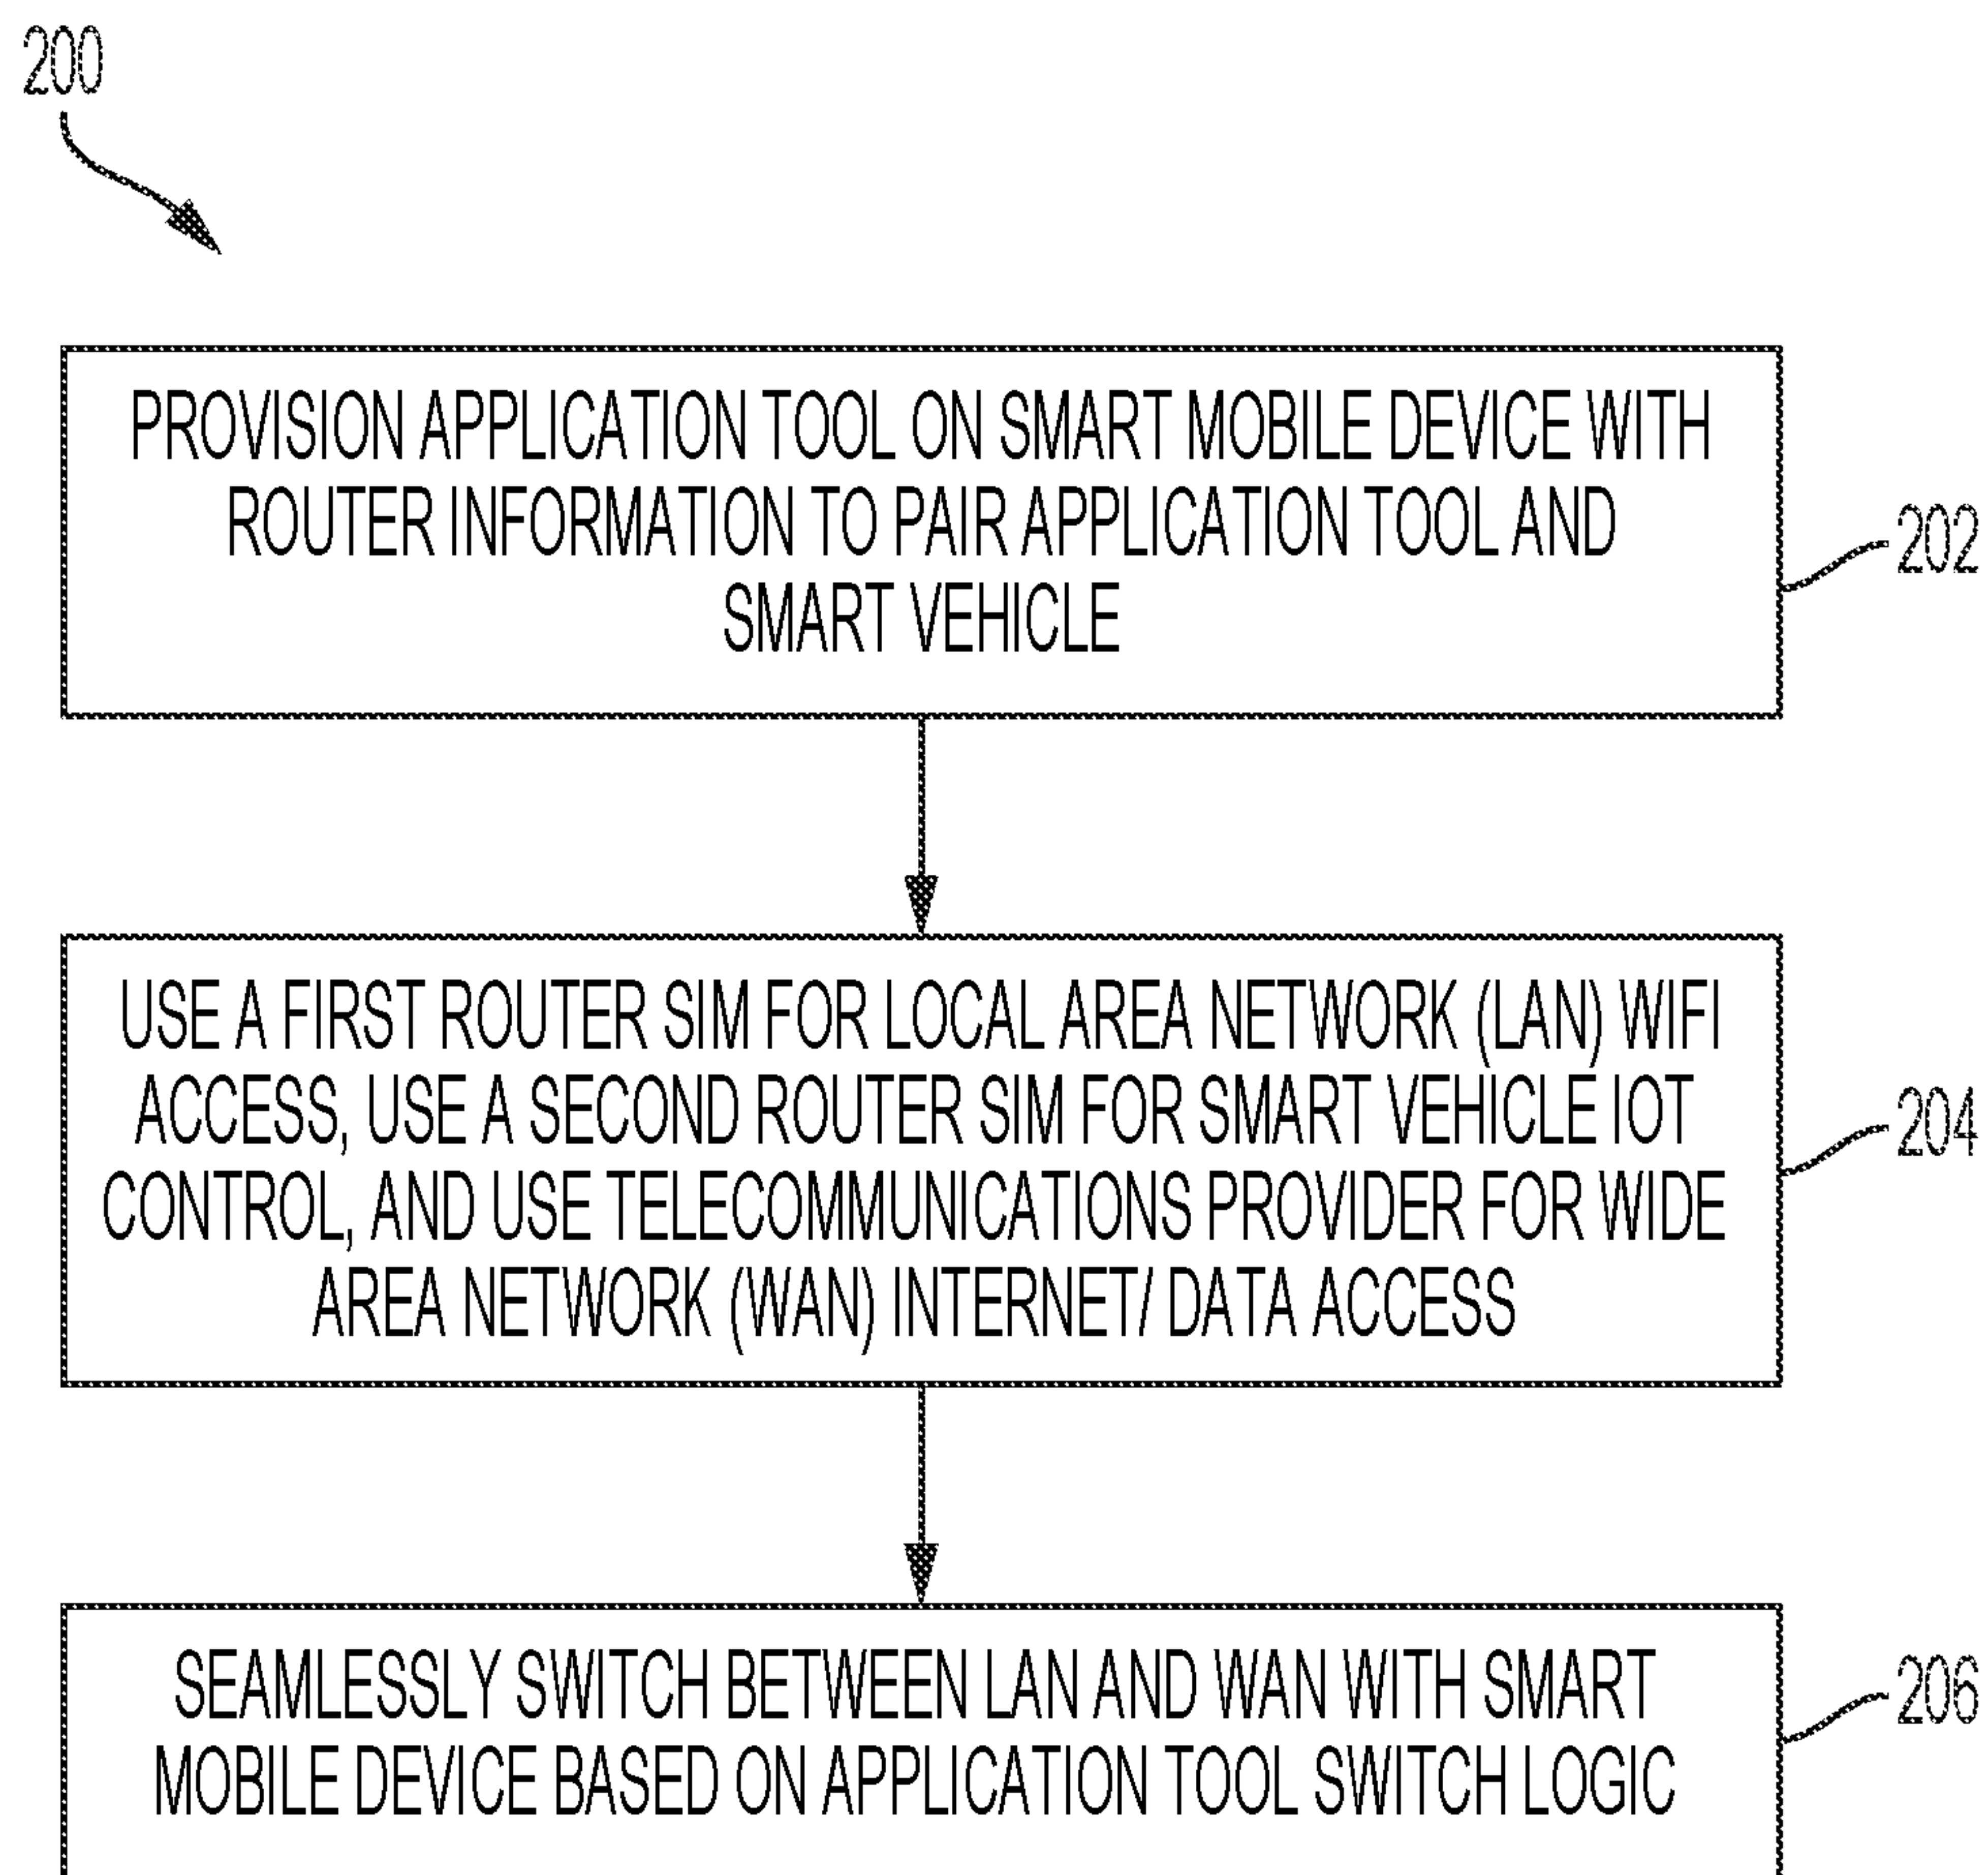 200
PROVISION APPLICATION TOOL ON SMART MOBILE DEVICE WITH
ROUTER INFORMATION TO PAIR APPLICATION TOOL AND
SMART VEHICLE
202
USE A FIRST ROUTER SIM FOR LOCAL AREA NETWORK (LAN) WIFI
ACCESS, USE A SECOND ROUTER SIM FOR SMART VEHICLE IOT
CONTROL, AND USE TELECOMMUNICATIONS PROVIDER FOR WIDE
AREA NETWORK (WAN) INTERNET/ DATA ACCESS
204
SEAMLESSLY SWITCH BETWEEN LAN AND WAN WITH SMART
MOBILE DEVICE BASED ON APPLICATION TOOL SWITCH LOGIC
206